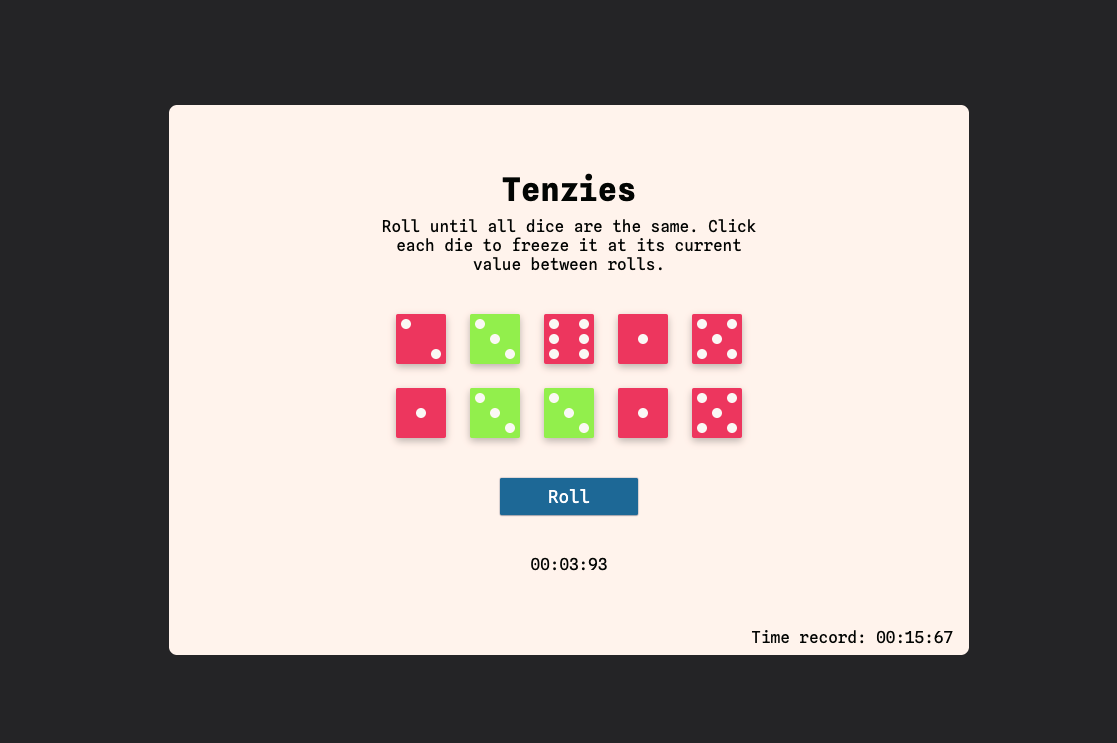 Tenzies
Roll until all dice are the same. Click
each die to freeze it at its current
value between rolls.
Roll
00:03:93
Time record: 00:15:67